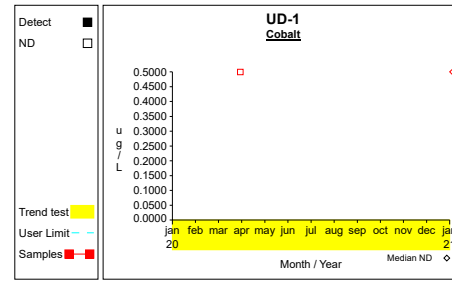 Detect
ND
Trend test
User Limit
Samples
UD-1
Cobalt
ug/L
0.5000
0.4500
0.4000
0.3500
0.3000
0.2500
0.2000
0.1500
0.1000
0.0500
0.0000
jan feb mar apr may jun jul aug sep oct nov dec jan
20 21
Month / Year
Median ND